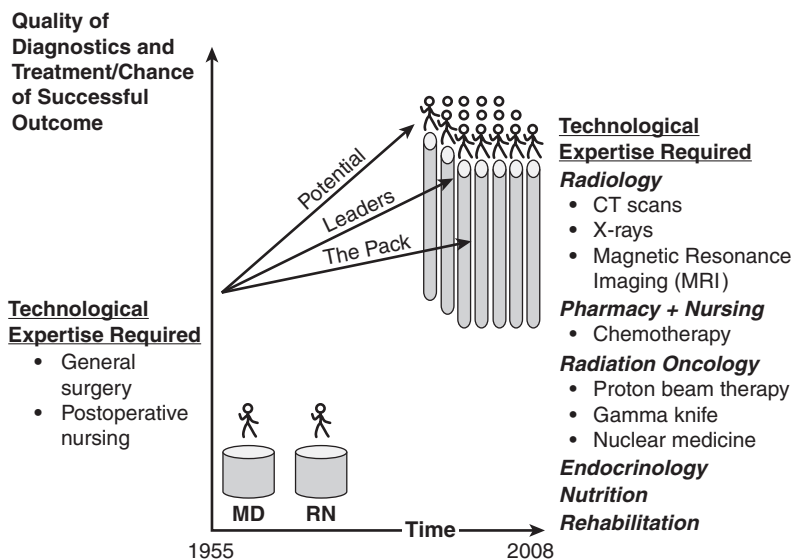 Quality of
Diagnostics and
Treatment/Chance
of Successful
Outcome
Potential
Leaders
The Pack
Technological
Expertise Required
• General
surgery
• Postoperative
nursing
MD
RN
Time
1955
2008
Technological
Expertise Required
Radiology
• CT scans
• X-rays
• Magnetic Resonance
Imaging (MRI)
Pharmacy + Nursing
• Chemotherapy
Radiation Oncology
• Proton beam therapy
• Gamma knife
• Nuclear medicine
Endocrinology
Nutrition
Rehabilitation